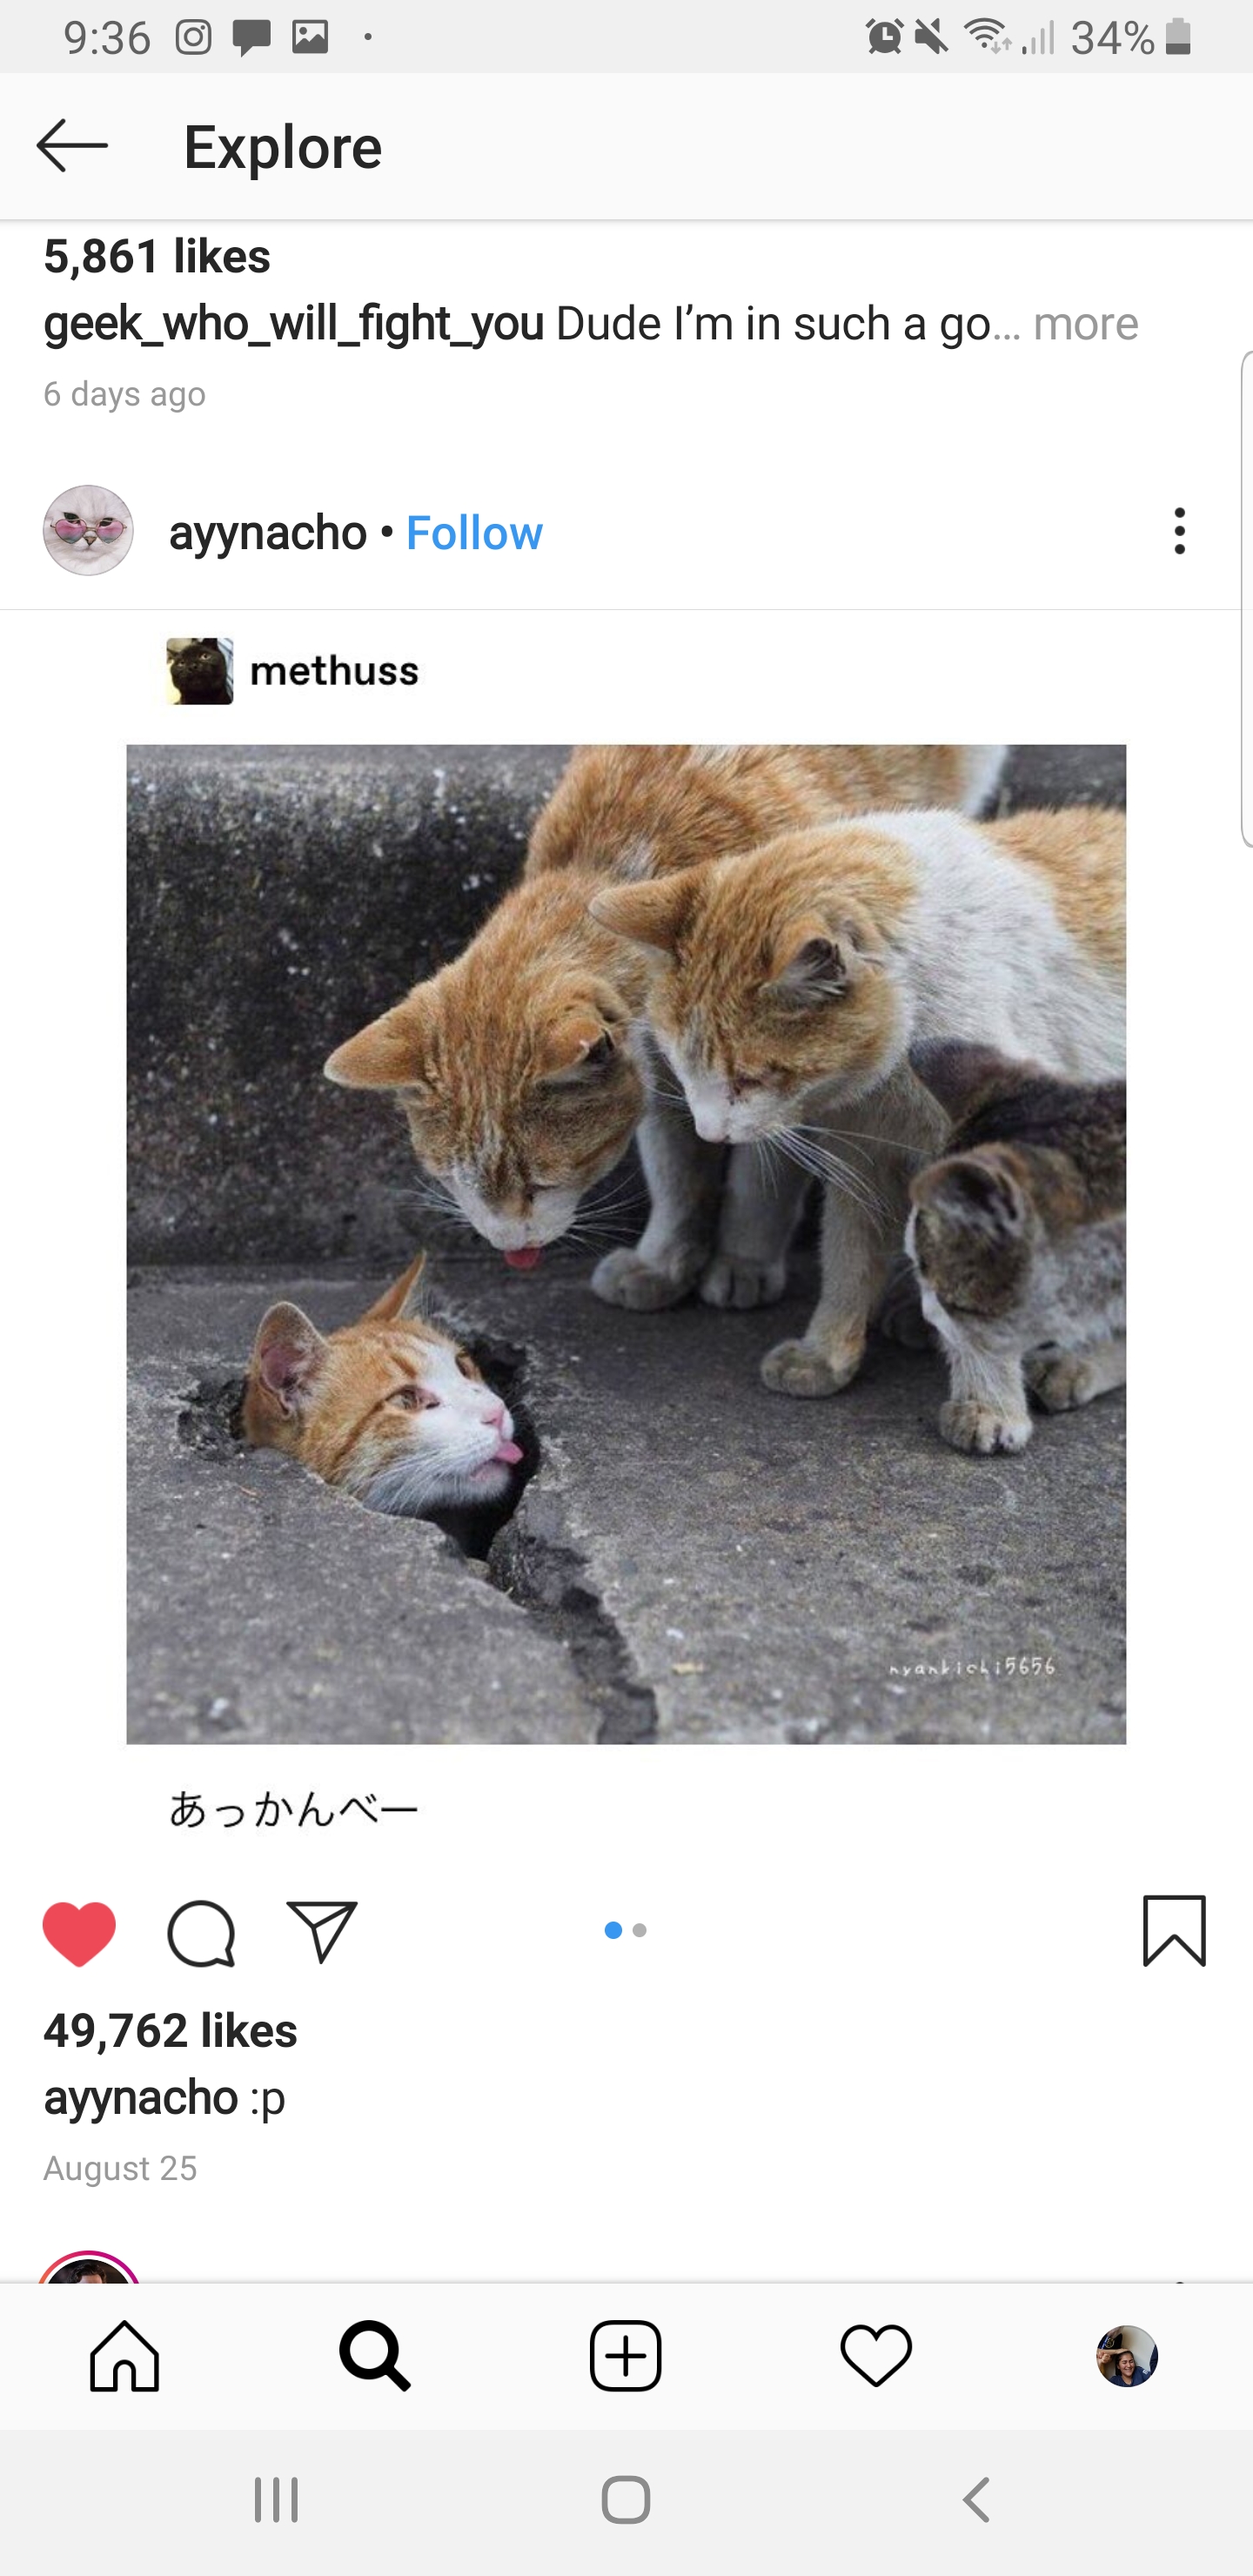 9:36
34%
Explore
5,861 likes
geek_who_will_fight_you Dude I’m in such a go... more
6 days ago
ayynacho • Follow
methuss
nyankichi5656
あっかんべー
49,762 likes
ayynacho :p
August 25